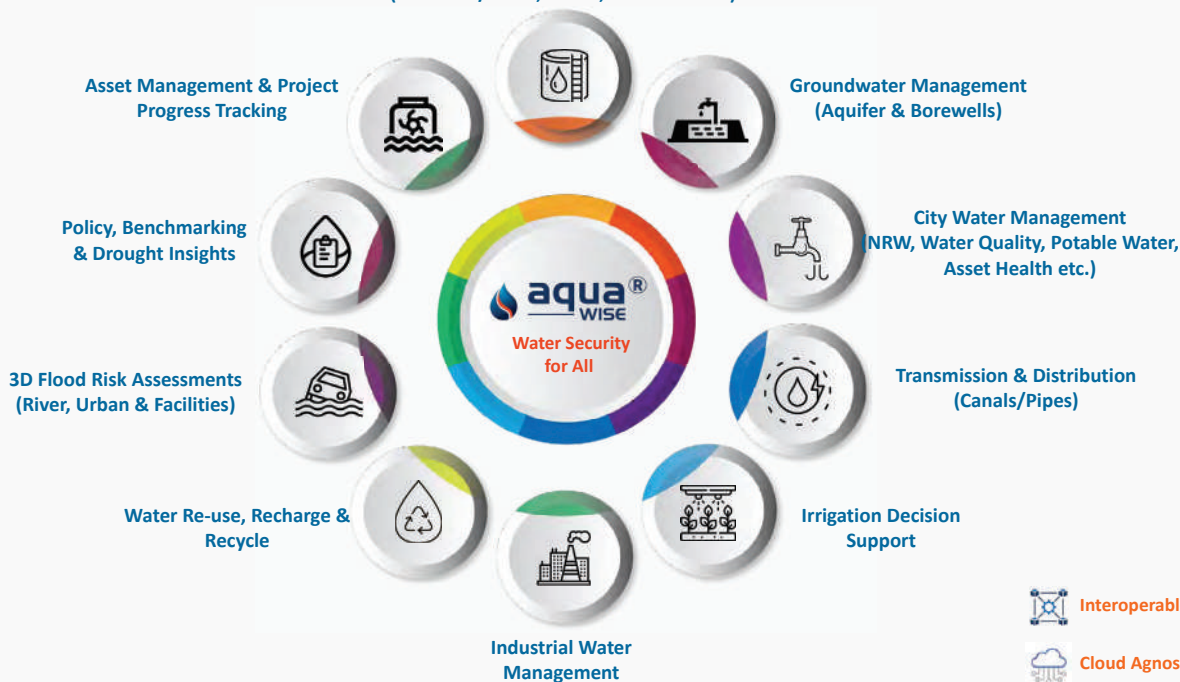 Asset Management & Project
Progress Tracking
Groundwater Management
(Aquifer & Borewells)
Policy, Benchmarking
& Drought Insights
City Water Management
(NRW, Water Quality, Potable Water,
Asset Health etc.)
aqua®
WISE
Water Security
for All
3D Flood Risk Assessments
(River, Urban & Facilities)
Transmission & Distribution
(Canals/Pipes)
Water Re-use, Recharge &
Recycle
Irrigation Decision
Support
Industrial Water
Management
Interoperabl
Cloud Agnos